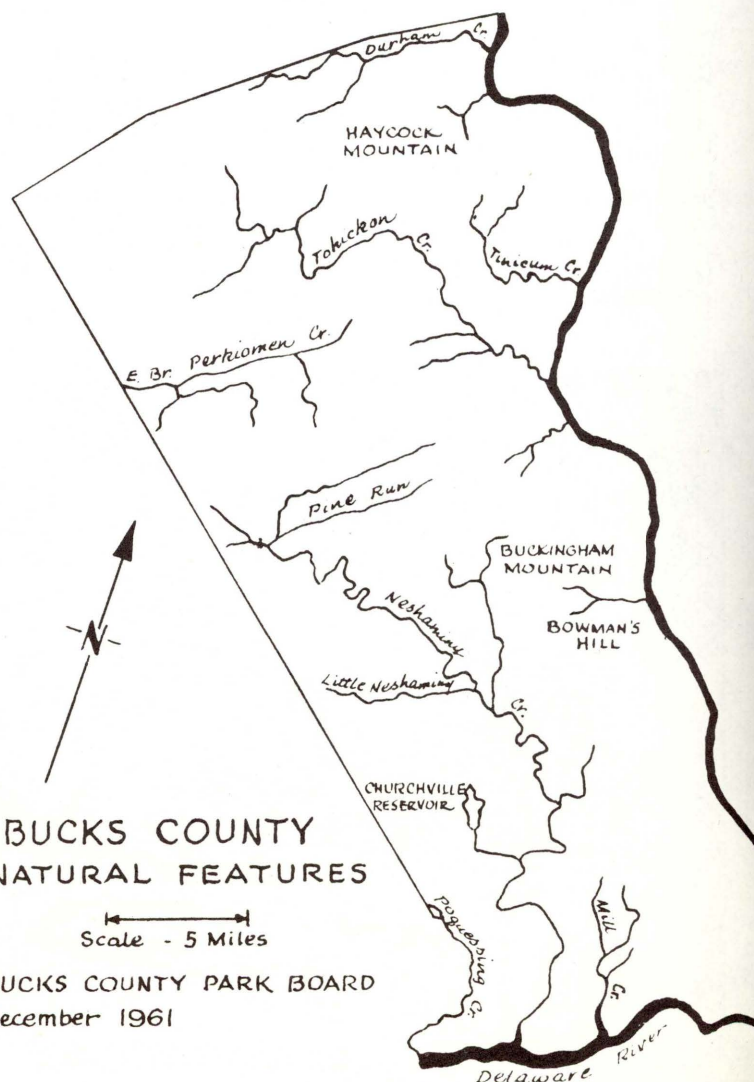 Durham Cr.
HAYCOCK
MOUNTAIN
Tohickon Cr.
Tinicum Cr
E. Br. Perkiomen Cr.
Pine Run
BUCKINGHAM
MOUNTAIN
N
Neshaminy Cr.
BOWMAN'S
HILL
Little Neshaminy
CHURCHVILLE
RESERVOIR
BUCKS COUNTY
NATURAL FEATURES
Scale - 5 Miles
Poquessing Cr.
Mill Cr.
UCKS COUNTY PARK BOARD
ecember 1961
Delaware River